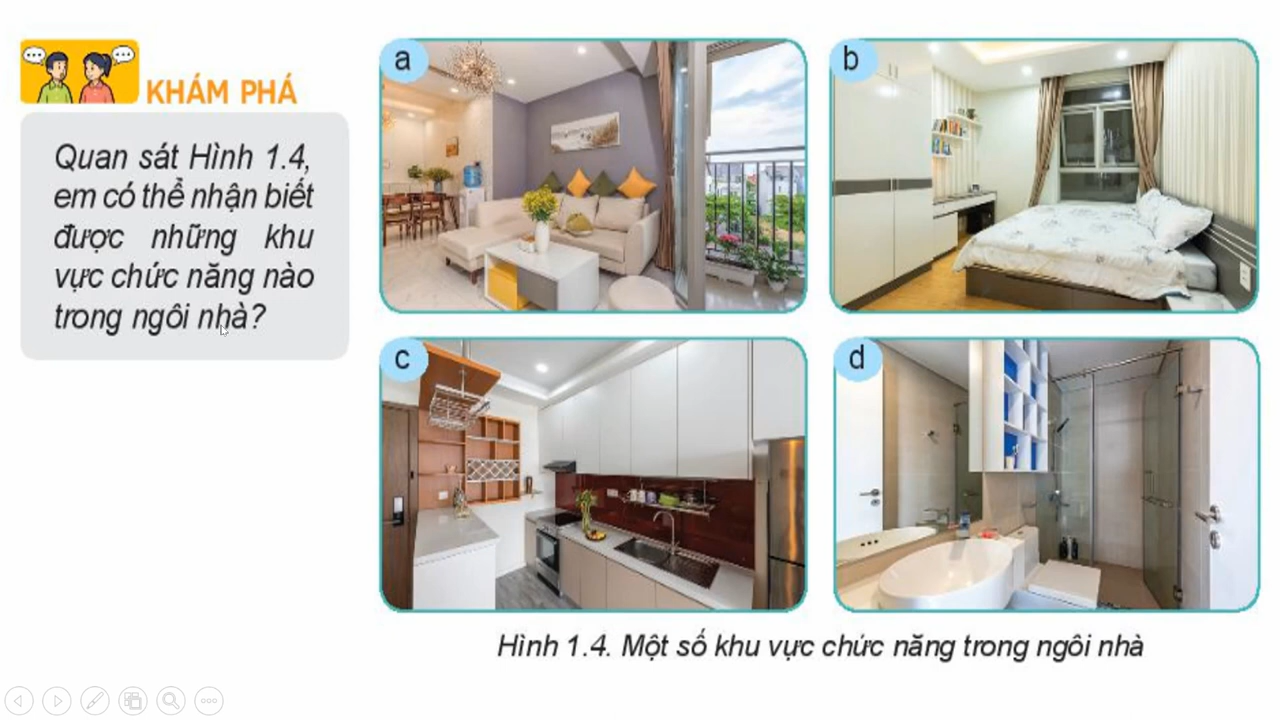 KHÁM PHÁ
Quan sát Hình 1.4,
em có thể nhận biết
được những khu
vực chức năng nào
trong ngôi nhà?
a
b
c
d
Hình 1.4. Một số khu vực chức năng trong ngôi nhà